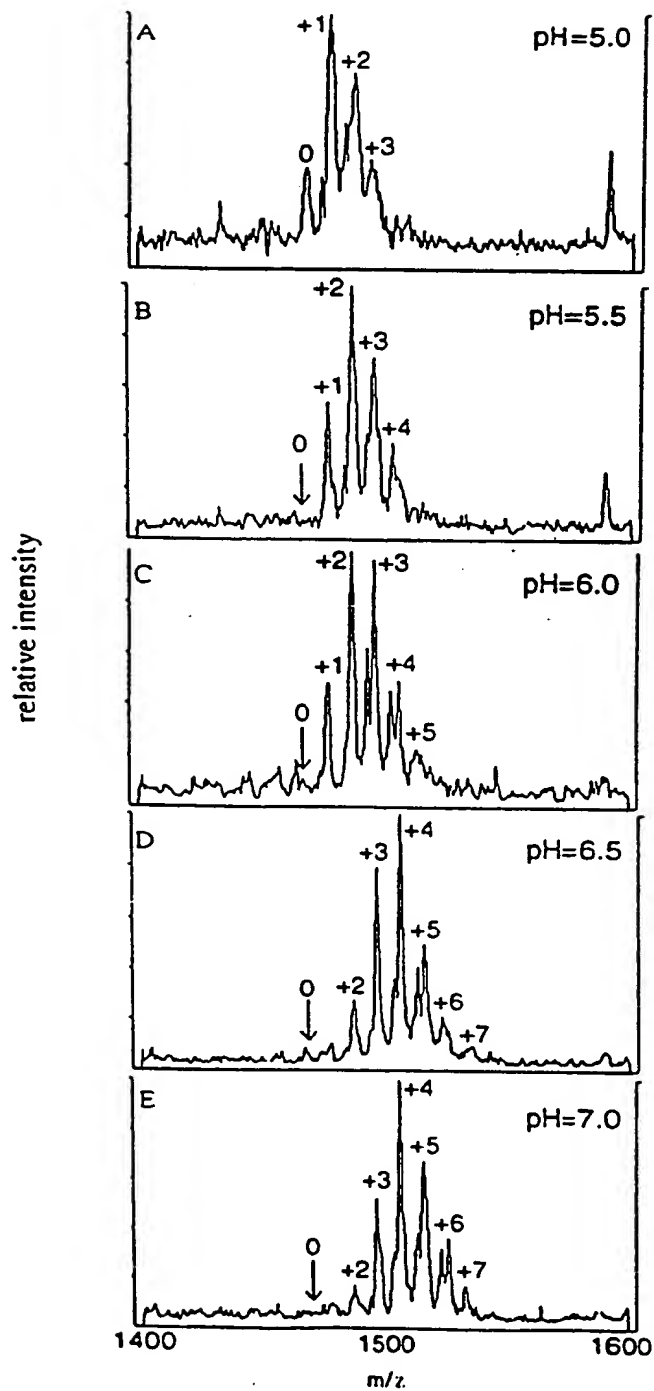 relative intensity
A
pH=5.0
0
+1
+2
+3
B
pH=5.5
0
+1
+2
+3
+4
C
pH=6.0
0
+1
+2
+3
+4
+5
D
pH=6.5
0
+2
+3
+4
+5
+6
+7
E
pH=7.0
0
+2
+3
+4
+5
+6
+7
1400
1500
1600
m/z